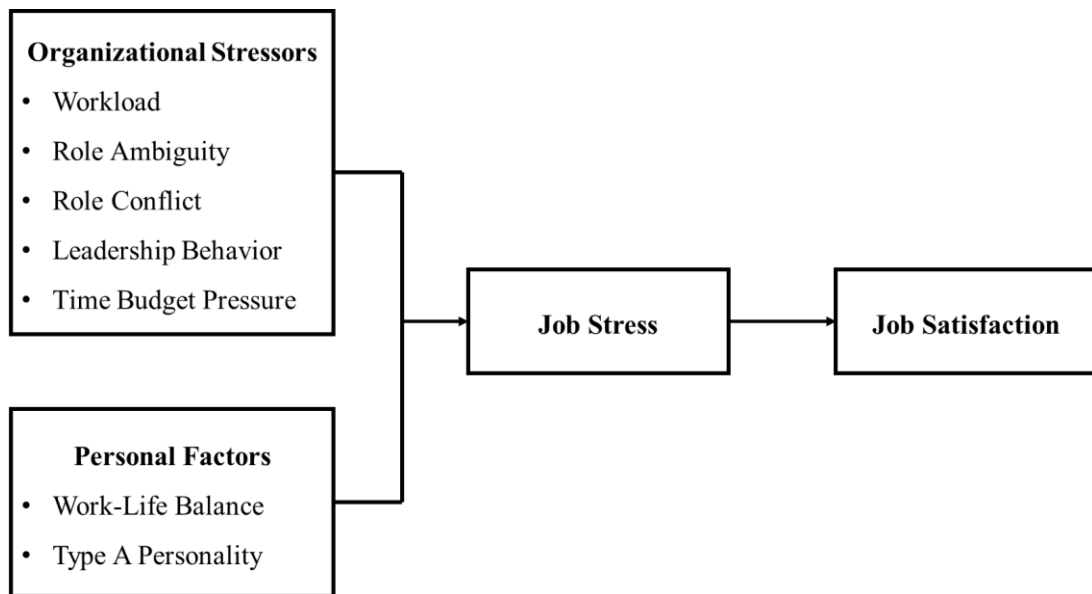 Organizational Stressors
• Workload
• Role Ambiguity
• Role Conflict
• Leadership Behavior
• Time Budget Pressure
Job Stress
Job Satisfaction
Personal Factors
• Work-Life Balance
• Type A Personality